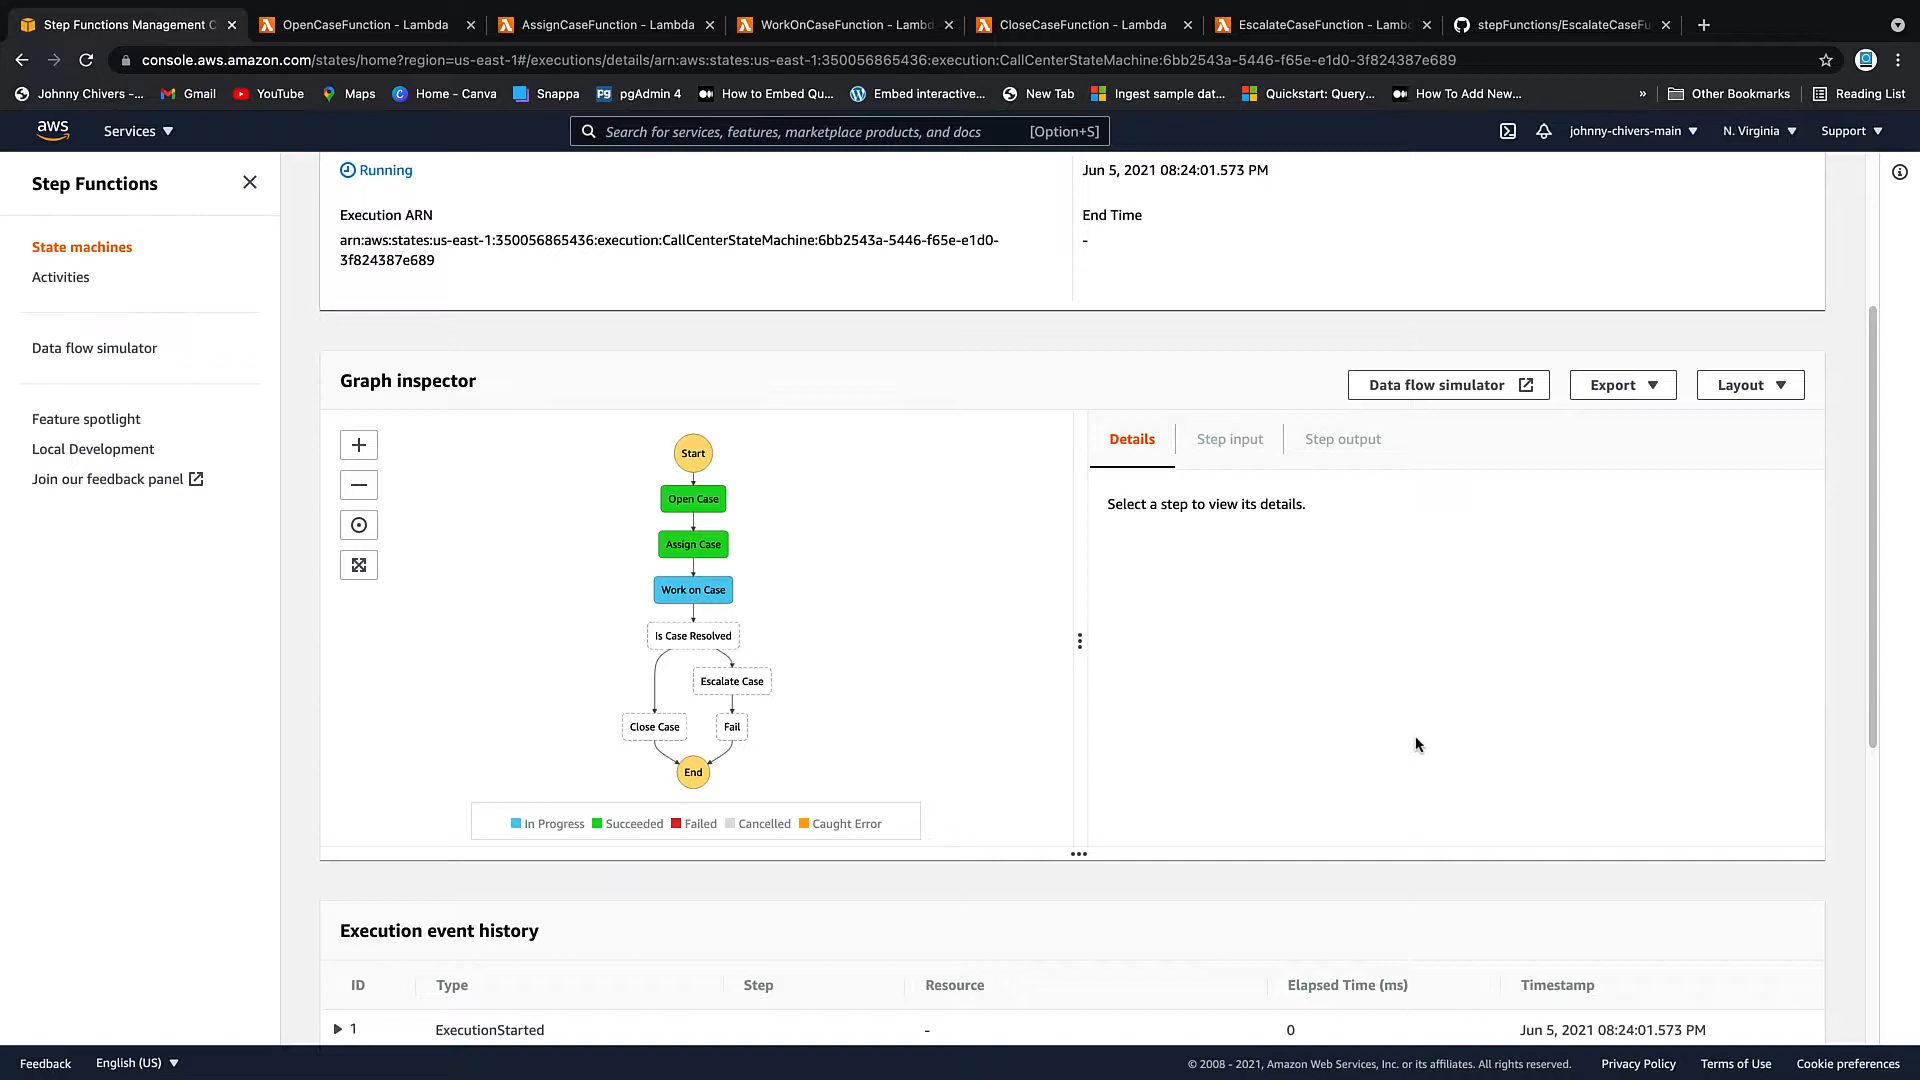 Step Functions Management C
OpenCaseFunction - Lambda
AssignCaseFunction - Lambda
WorkOnCaseFunction - Lambd
CloseCaseFunction - Lambda
EscalateCaseFunction - Lambd
stepFunctions/EscalateCaseFu
console.aws.amazon.com/states/home?region=us-east-1#/executions/details/arn:aws:states:us-east-1:350056865436:execution:CallCenterStateMachine:6bb2543a-5446-f65e-e1d0-3f824387e689
Johnny Chivers -...
Gmail
YouTube
Maps
Home - Canva
Snappa
pgAdmin 4
How to Embed Qu...
Embed interactive...
New Tab
Ingest sample dat...
Quickstart: Query...
How To Add New...
»
Other Bookmarks
Reading List
aws
Services
Search for services, features, marketplace products, and docs
[Option+S]
johnny-chivers-main
N. Virginia
Support
Step Functions
State machines
Activities
Data flow simulator
Feature spotlight
Local Development
Join our feedback panel
Running
Jun 5, 2021 08:24:01.573 PM
Execution ARN
End Time
arn:aws:states:us-east-1:350056865436:execution:CallCenterStateMachine:6bb2543a-5446-f65e-e1d0-
3f824387e689
-
Graph inspector
Data flow simulator
Export
Layout
Start
Open Case
Assign Case
Work on Case
Is Case Resolved
Escalate Case
Close Case
Fail
End
In Progress
Succeeded
Failed
Cancelled
Caught Error
Details
Step input
Step output
Select a step to view its details.
Execution event history
ID
Type
Step
Resource
Elapsed Time (ms)
Timestamp
1
ExecutionStarted
-
0
Jun 5, 2021 08:24:01.573 PM
Feedback
English (US)
© 2008 - 2021, Amazon Web Services, Inc. or its affiliates. All rights reserved.
Privacy Policy
Terms of Use
Cookie preferences